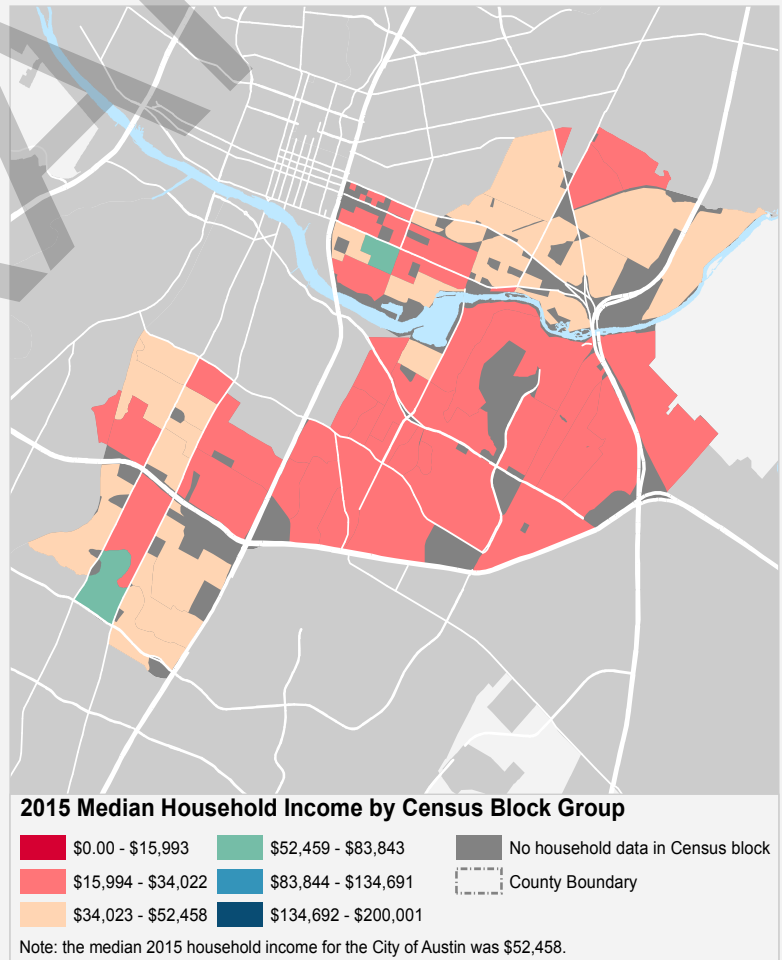 2015 Median Household Income by Census Block Group
$0.00 - $15,993
$15,994 - $34,022
$34,023 - $52,458
$52,459 - $83,843
$83,844 - $134,691
$134,692 - $200,001
No household data in Census block
County Boundary
Note: the median 2015 household income for the City of Austin was $52,458.